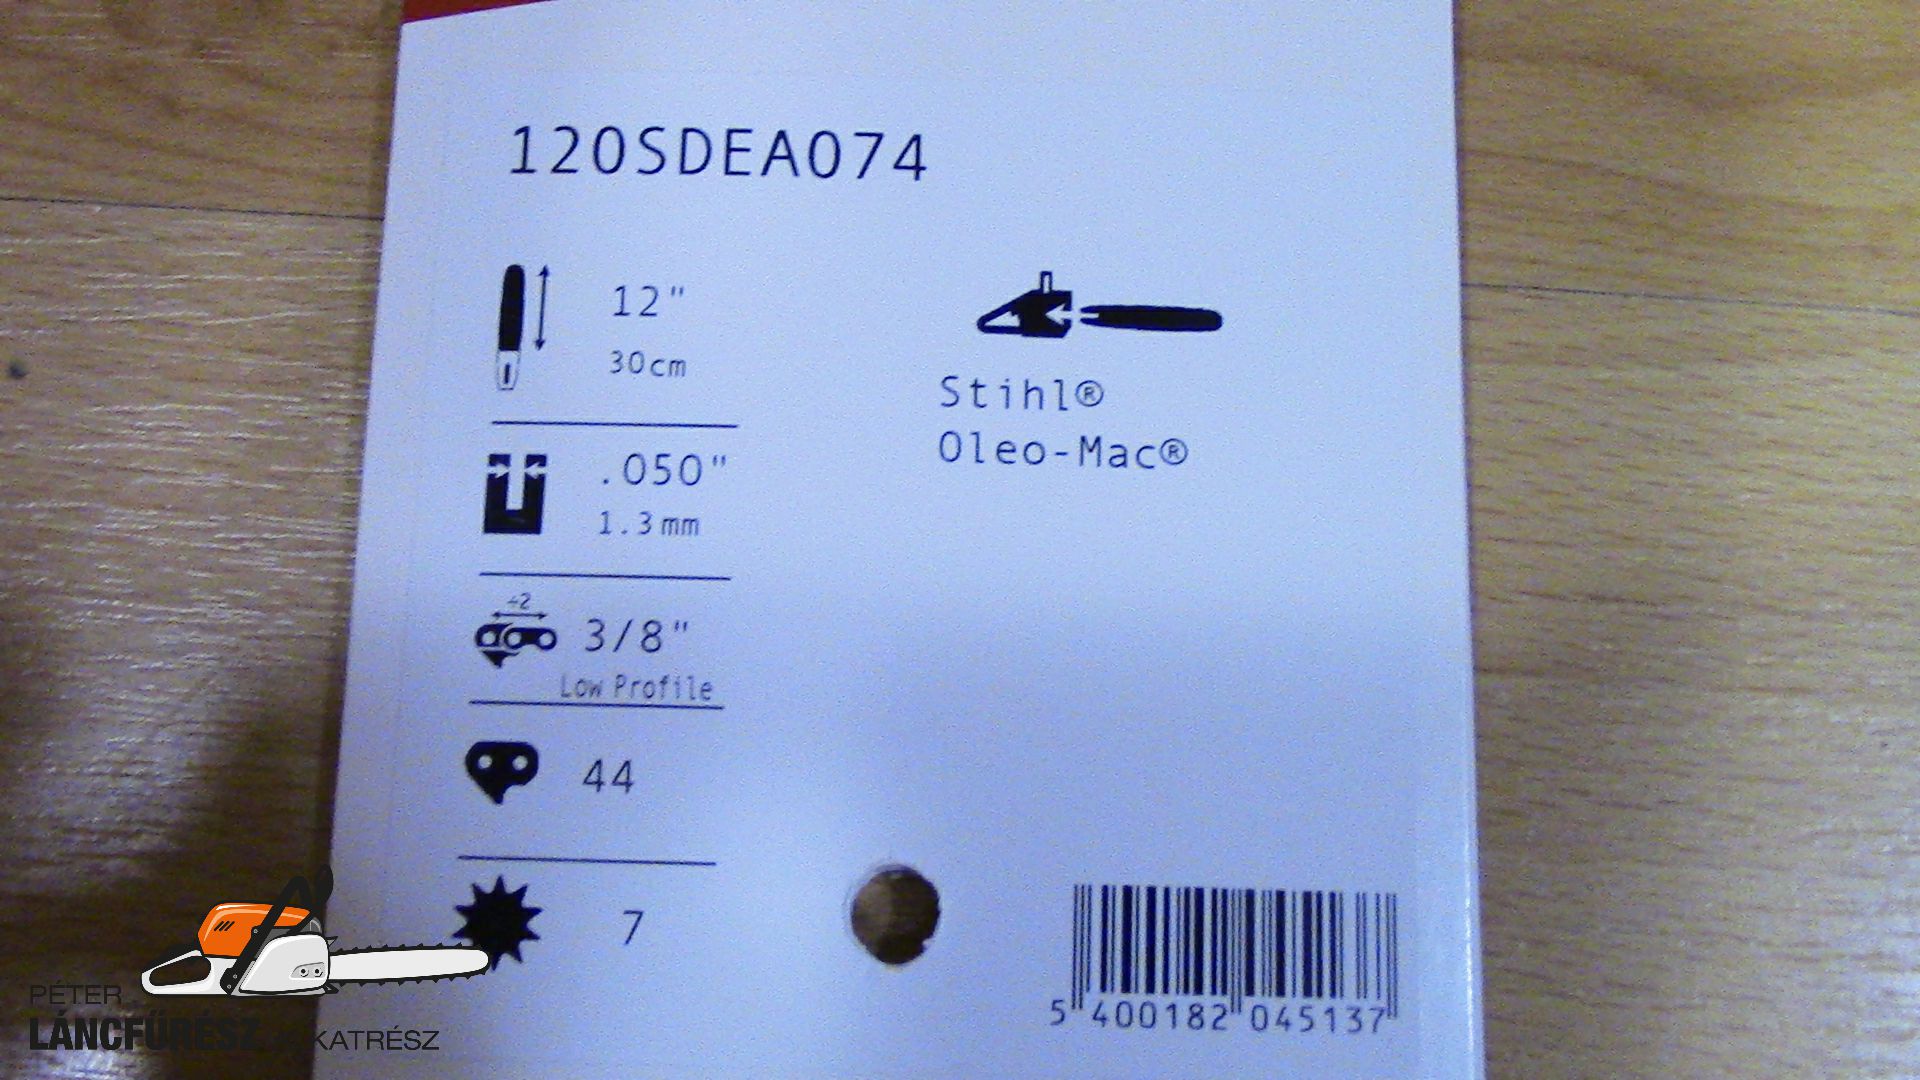 120SDEA074
12"
30cm
Stihl®
Oleo-Mac®
.050"
1.3mm
÷2
3/8"
Low Profile
44
7
5 400182 045137
PÉTER
LÁNCFŰRÉSZ